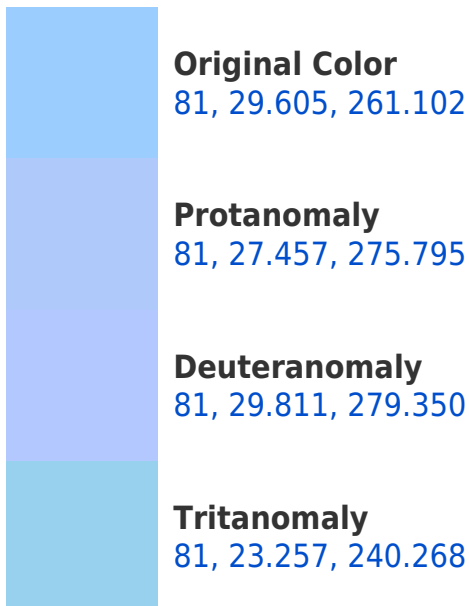 Original Color
81, 29.605, 261.102
Protanomaly
81, 27.457, 275.795
Deuteranomaly
81, 29.811, 279.350
Tritanomaly
81, 23.257, 240.268